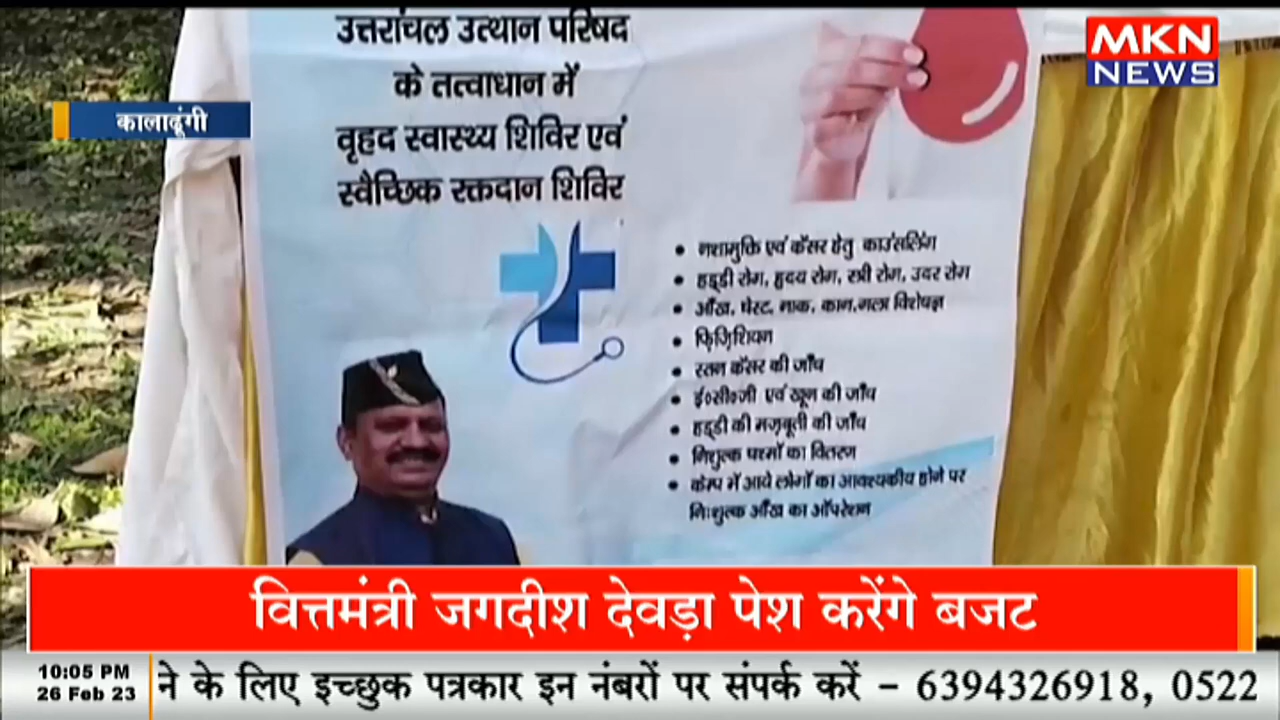 उत्तरांचल उत्थान परिषद
के तत्वाधान में
वृहद स्वास्थ्य शिविर एवं
स्वैच्छिक रक्तदान शिविर
MKN
NEWS
कालाढूंगी
• नशामुक्ति एवं कॅसर हेतु काउंसलिंग
• हड्डी रोग, हृदय रोग, स्त्री रोग, उदर रोग
• आँख, चेस्ट, नाक, कान,गला विशेषज्ञ
• फ़िज़िशियन
• स्तन कॅसर की जाँच
• ई०सी०जी एवं खून की जाँच
• हड्डी की मज़बूती की जाँच
• निशुल्क चश्मों का वितरण
• केम्प में आये लोगों का आवश्यकीय होने पर
निःशुल्क आँख का ऑपरेशन
वित्तमंत्री जगदीश देवड़ा पेश करेंगे बजट
10:05 PM
26 Feb 23
ने के लिए इच्छुक पत्रकार इन नंबरों पर संपर्क करें – 6394326918, 0522